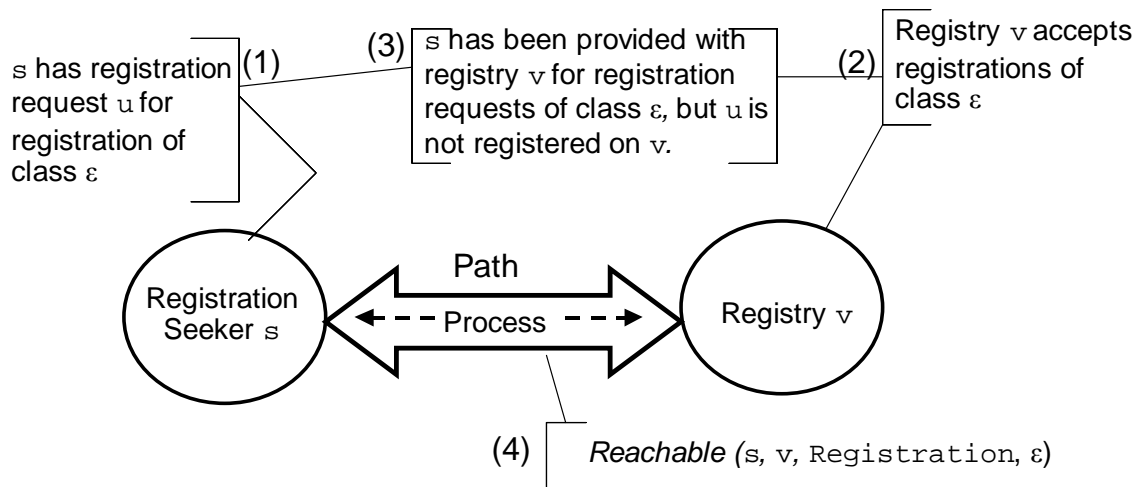 s has registration
request u for
registration of
class ε
(1)
(3)
s has been provided with
registry v for registration
requests of class ε, but u is
not registered on v.
(2)
Registry v accepts
registrations of
class ε
Registration
Seeker s
Path
Process
Registry v
(4)
Reachable (s, v, Registration, ε)